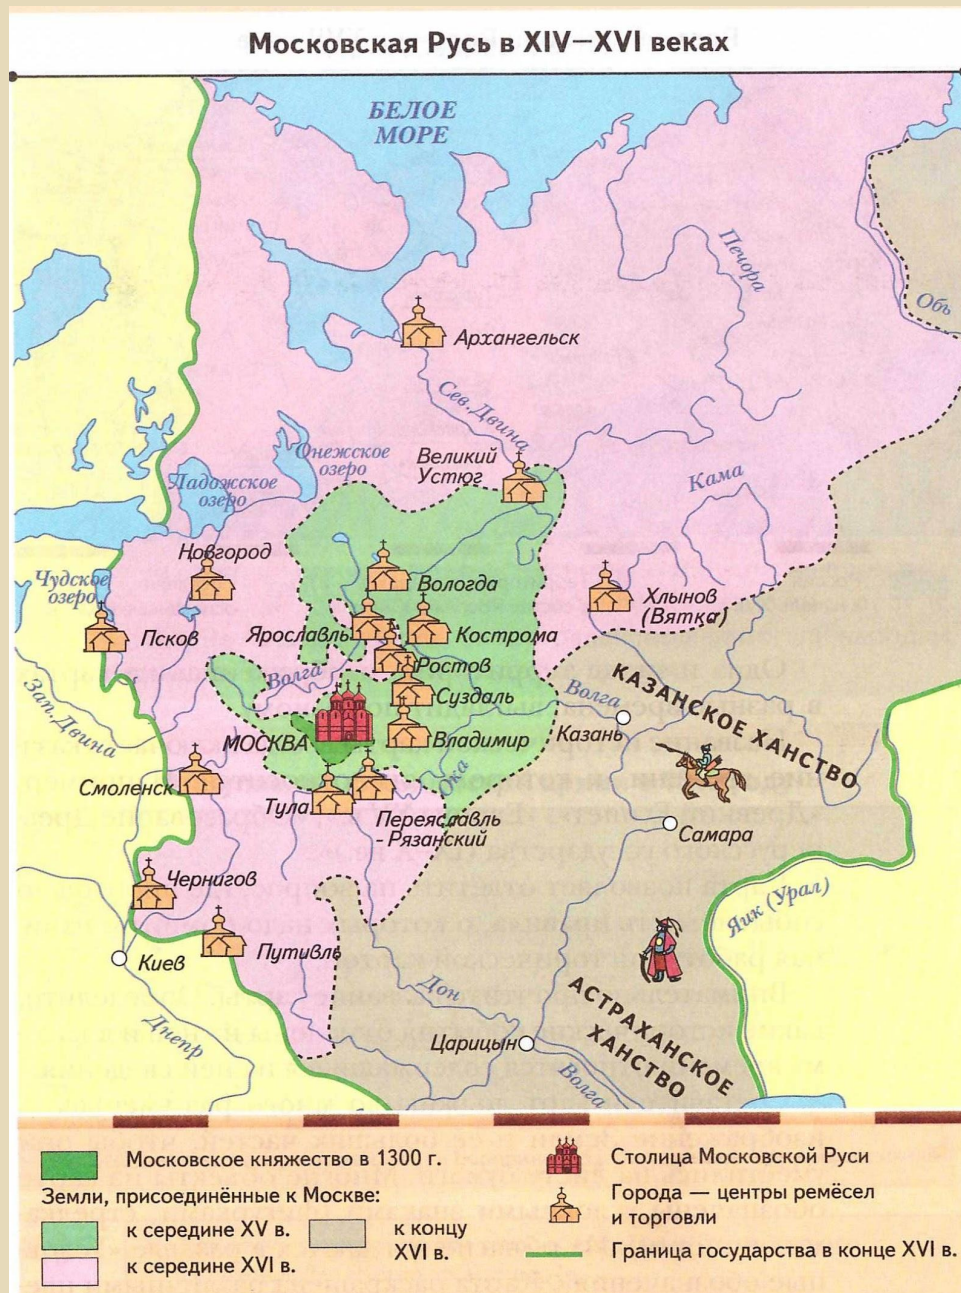 Московская Русь в XIV—XVI веках
БЕЛОЕ
МОРЕ
Печора
Обь
Архангельск
Сев. Двина
Великий
Устюг
Онежское
озеро
Ладожское
озеро
Кама
Новгород
Чудское
озеро
Вологда
Хлынов
(Вятка)
Псков
Ярославль
Кострома
Ростов
Волга
Суздаль
Волга
КАЗАНСКОЕ ХАНСТВО
Зап. Двина
МОСКВА
Владимир
Казань
Смоленск
Тула
Ока
Переяславль
-Рязанский
Самара
Чернигов
Яик (Урал)
Киев
Путивль
Дон
АСТРАХАНСКОЕ
ХАНСТВО
Днепр
Царицын
Волга
Московское княжество в 1300 г.
Земли, присоединённые к Москве:
к середине XV в.
к середине XVI в.
к концу
XVI в.
Столица Московской Руси
Города — центры ремёсел
и торговли
Граница государства в конце XVI в.